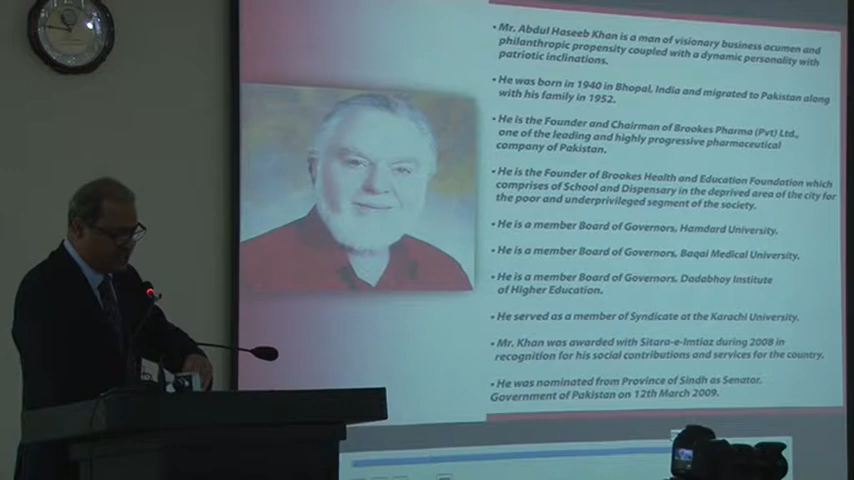 • Mr. Abdul Haseeb Khan is a man of visionary business acumen and
philanthropic propensity coupled with a dynamic personality with
patriotic inclinations.
• He was born in 1940 in Bhopal, India and migrated to Pakistan along
with his family in 1952.
• He is the Founder and Chairman of Brookes Pharma (Pvt) Ltd.,
one of the leading and highly progressive pharmaceutical
company of Pakistan.
• He is the Founder of Brookes Health and Education Foundation which
comprises of School and Dispensary in the deprived area of the city for
the poor and underprivileged segment of the society.
• He is a member Board of Governors, Hamdard University.
• He is a member Board of Governors, Baqai Medical University.
• He is a member Board of Governors, Dadabhoy Institute
of Higher Education.
• He served as a member of Syndicate at the Karachi University.
• Mr. Khan was awarded with Sitara-e-Imtiaz during 2008 in
recognition for his social contributions and services for the country.
• He was nominated from Province of Sindh as Senator.
Government of Pakistan on 12th March 2009.